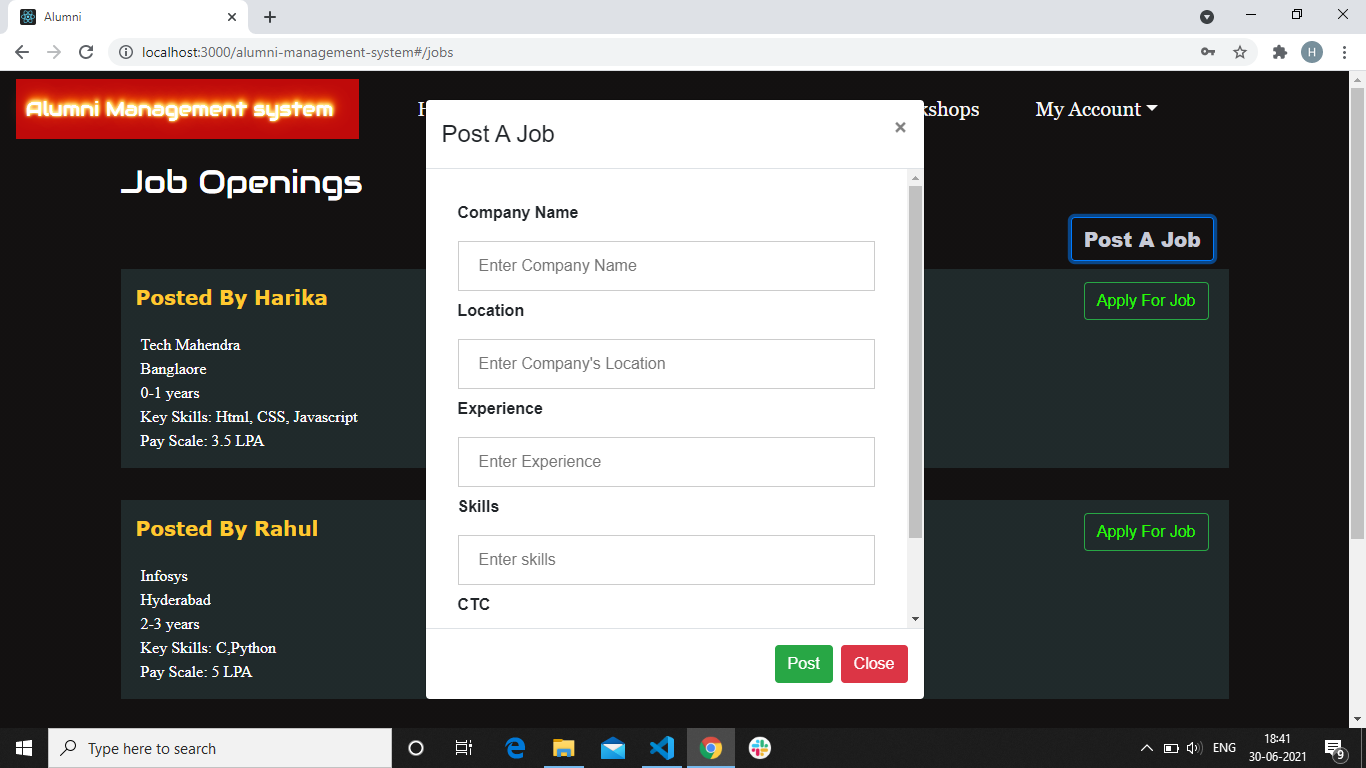 Alumni
localhost:3000/alumni-management-system#/jobs
H
Alumni Management system
kshops
My Account
Job Openings
Post A Job
Posted By Harika
Apply For Job
Tech Mahendra
Banglaore
0-1 years
Key Skills: Html, CSS, Javascript
Pay Scale: 3.5 LPA
Posted By Rahul
Apply For Job
Infosys
Hyderabad
2-3 years
Key Skills: C,Python
Pay Scale: 5 LPA
Post A Job
×
Company Name
Enter Company Name
Location
Enter Company's Location
Experience
Enter Experience
Skills
Enter skills
CTC
Post
Close
Type here to search
ENG
18:41
30-06-2021
9